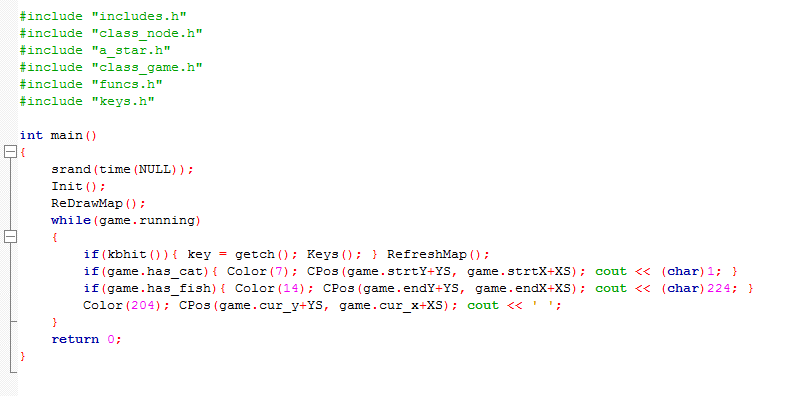 #include "includes.h"
#include "class_node.h"
#include "a_star.h"
#include "class_game.h"
#include "funcs.h"
#include "keys.h"
int main()
{
srand(time(NULL));
Init();
ReDrawMap();
while(game.running)
{
if(kbhit()){ key = getch(); Keys(); } RefreshMap();
if(game.has_cat){ Color(7); CPos(game.strtY+YS, game.strtX+XS); cout << (char)1; }
if(game.has_fish){ Color(14); CPos(game.endY+YS, game.endX+XS); cout << (char)224; }
Color(204); CPos(game.cur_y+YS, game.cur_x+XS); cout << ' ';
}
return 0;
}